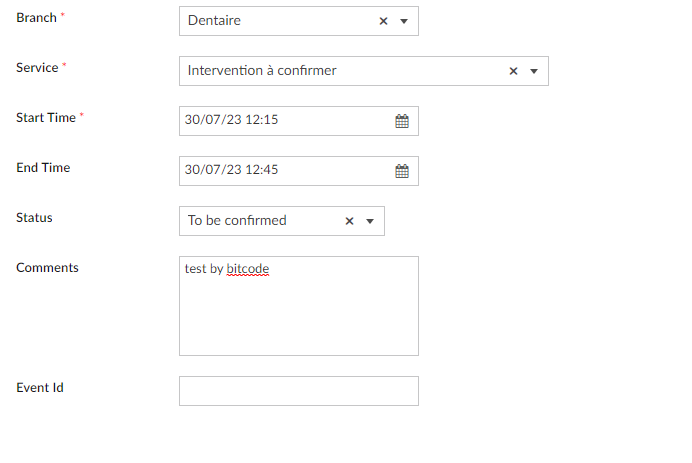 Branch *
Dentaire
Service *
Intervention à confirmer
Start Time *
30/07/23 12:15
End Time
30/07/23 12:45
Status
To be confirmed
Comments
test by bitcode
Event Id